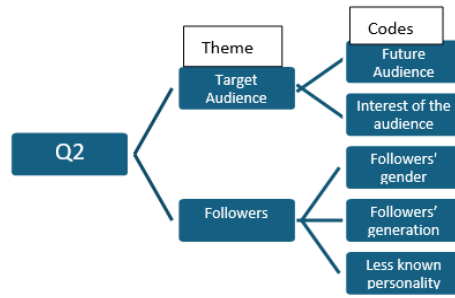 Theme
Codes
Q2
Target
Audience
Future
Audience
Interest of the
audience
Followers
Followers'
gender
Followers’
generation
Less known
personality